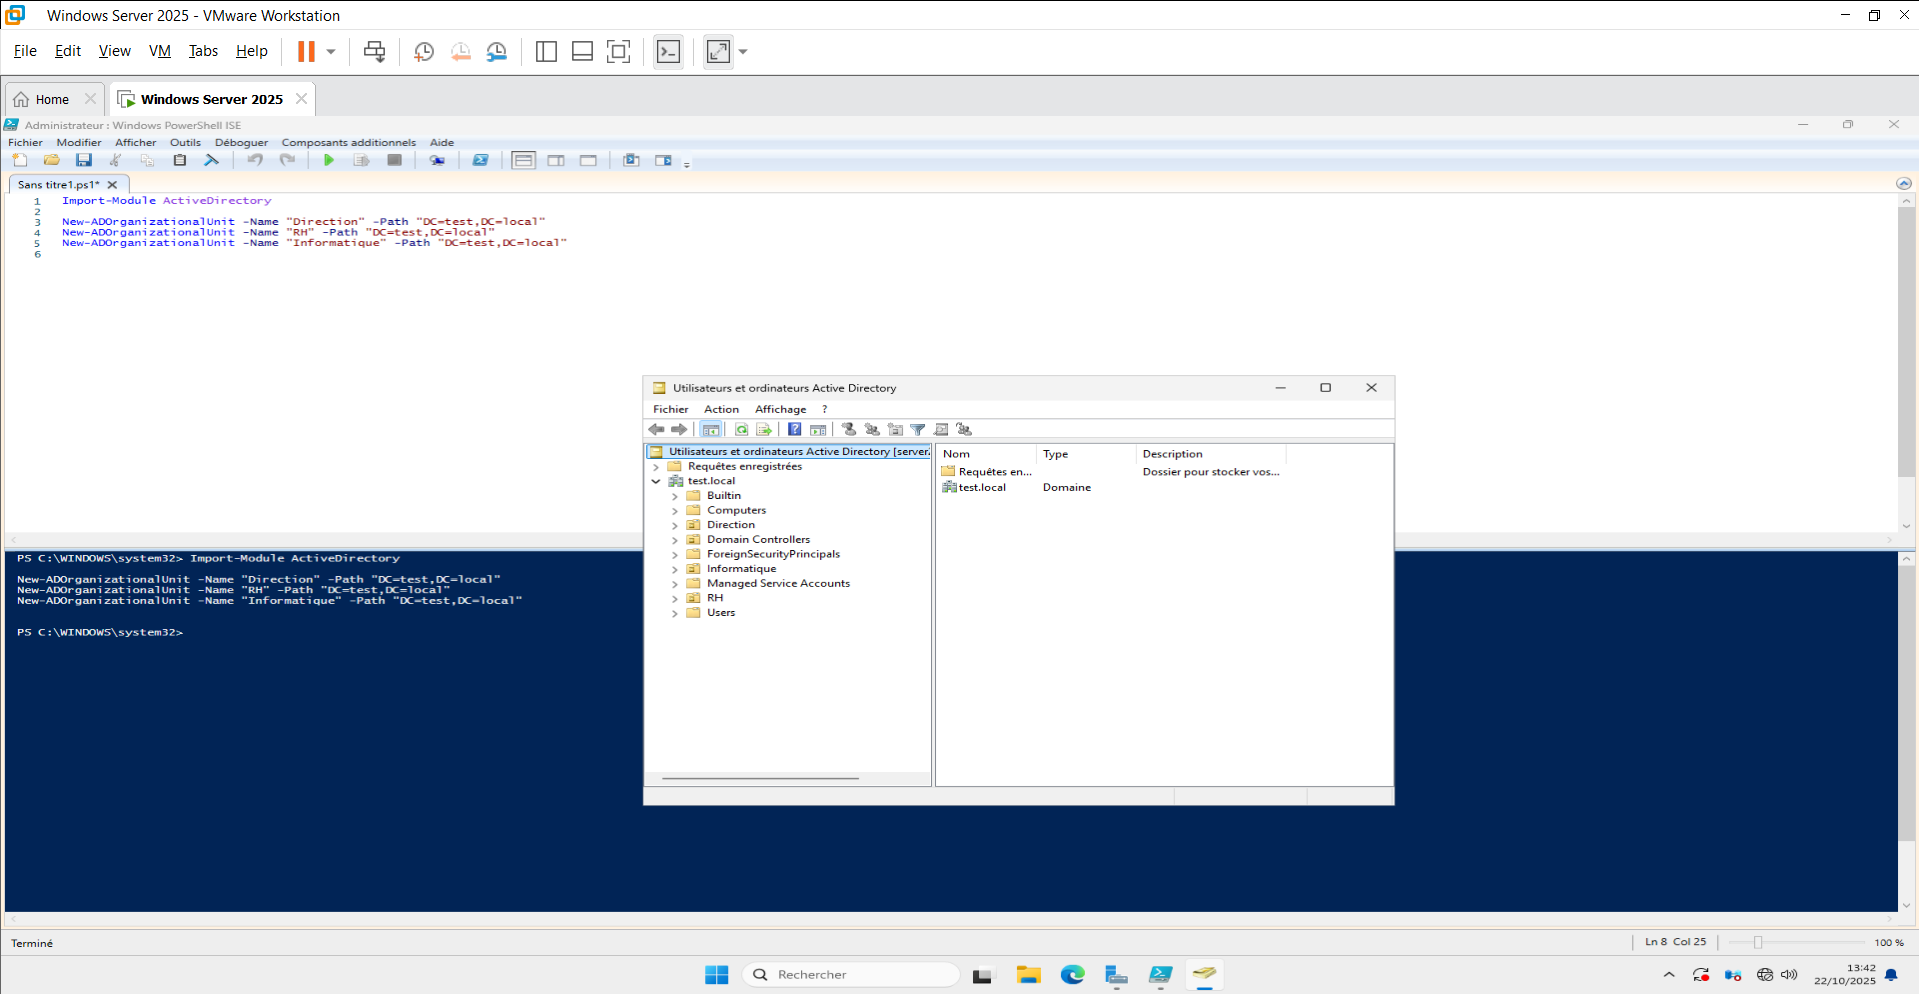 Windows Server 2025 - VMware Workstation
File Edit View VM Tabs Help
Home
Windows Server 2025
Administrateur : Windows PowerShell ISE
Fichier Modifier Afficher Outils Déboguer Composants additionnels Aide
Sans titre1.ps1*
1 Import-Module ActiveDirectory
2
3 New-ADOrganizationalUnit -Name "Direction" -Path "DC=test,DC=local"
4 New-ADOrganizationalUnit -Name "RH" -Path "DC=test,DC=local"
5 New-ADOrganizationalUnit -Name "Informatique" -Path "DC=test,DC=local"
6
Utilisateurs et ordinateurs Active Directory
Fichier Action Affichage ?
Utilisateurs et ordinateurs Active Directory [server
Requêtes enregistrées
test.local
Builtin
Computers
Direction
Domain Controllers
ForeignSecurityPrincipals
Informatique
Managed Service Accounts
RH
Users
Nom Type Description
Requêtes en... Dossier pour stocker vos...
test.local Domaine
PS C:\WINDOWS\system32> Import-Module ActiveDirectory
New-ADOrganizationalUnit -Name "Direction" -Path "DC=test,DC=local"
New-ADOrganizationalUnit -Name "RH" -Path "DC=test,DC=local"
New-ADOrganizationalUnit -Name "Informatique" -Path "DC=test,DC=local"
PS C:\WINDOWS\system32>
Terminé
Ln 8 Col 25
100 %
Rechercher
13:42
22/10/2025